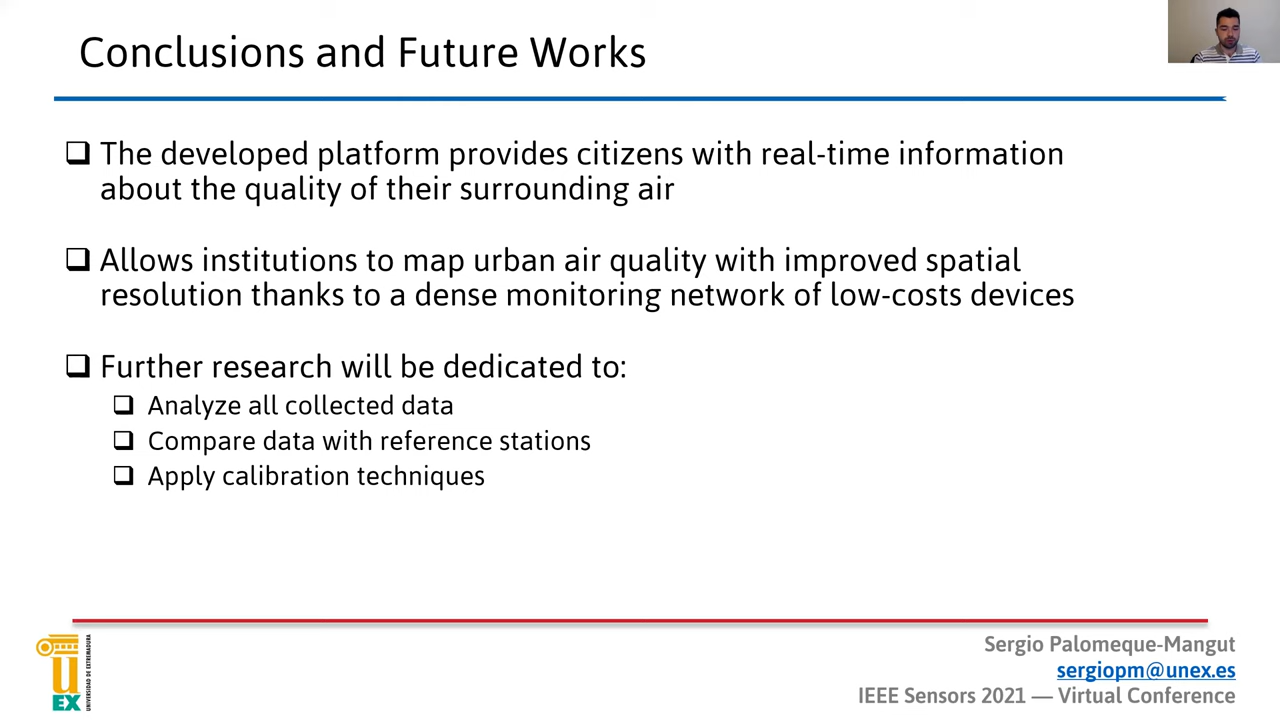 Conclusions and Future Works
The developed platform provides citizens with real-time information
about the quality of their surrounding air
Allows institutions to map urban air quality with improved spatial
resolution thanks to a dense monitoring network of low-costs devices
Further research will be dedicated to:
Analyze all collected data
Compare data with reference stations
Apply calibration techniques
UEX
UNIVERSIDAD DE EXTREMADURA
Sergio Palomeque-Mangut
sergiopm@unex.es
IEEE Sensors 2021 — Virtual Conference